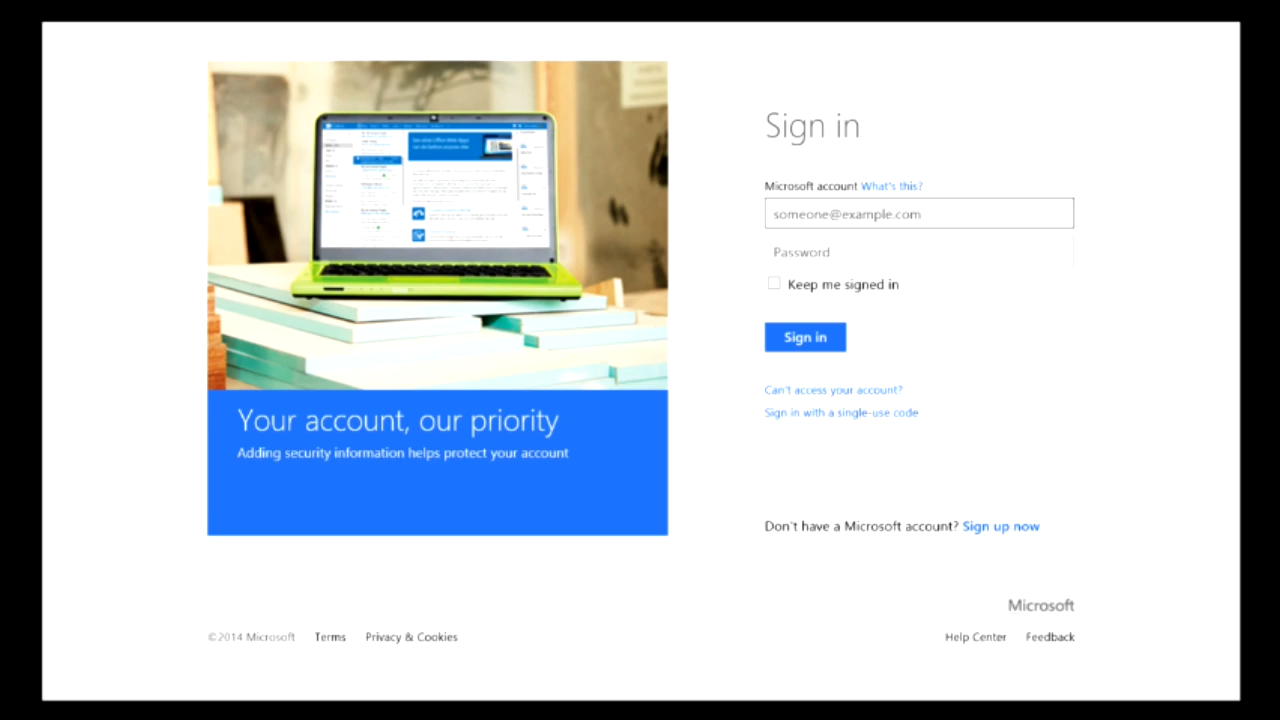 Your account, our priority
Adding security information helps protect your account
Sign in
Microsoft account What's this?
someone@example.com
Password
Keep me signed in
Sign in
Can't access your account?
Sign in with a single-use code
Don't have a Microsoft account? Sign up now
Microsoft
©2014 Microsoft Terms Privacy & Cookies
Help Center Feedback